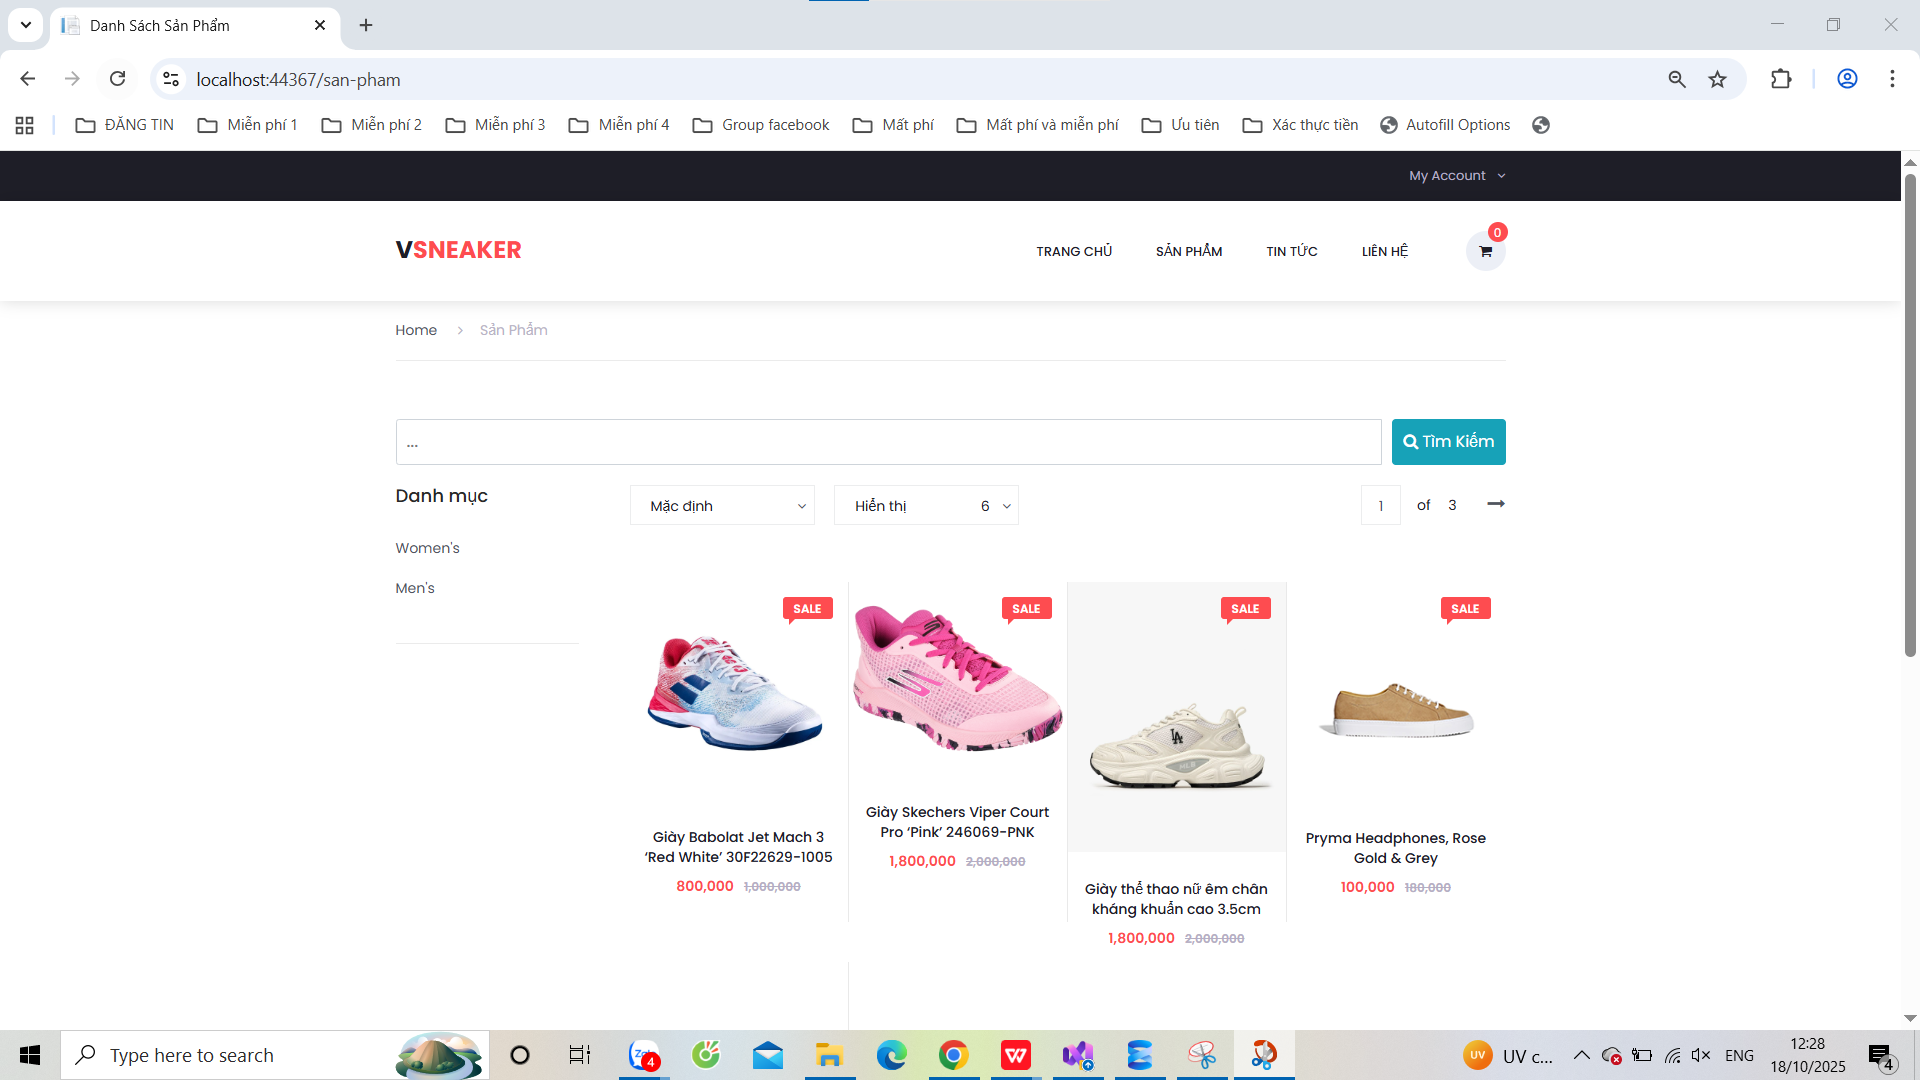 Danh Sách Sản Phẩm
localhost:44367/san-pham
ĐĂNG TIN
Miễn phí 1
Miễn phí 2
Miễn phí 3
Miễn phí 4
Group facebook
Mất phí
Mất phí và miễn phí
Ưu tiên
Xác thực tiền
Autofill Options
My Account
VSNEAKER
TRANG CHỦ
SẢN PHẨM
TIN TỨC
LIÊN HỆ
0
Home
Sản Phẩm
...
Tìm Kiếm
Danh mục
Women's
Men's
Mặc định
Hiển thị 6
1 of 3
SALE
Giày Babolat Jet Mach 3
‘Red White’ 30F22629-1005
800,000 1,000,000
SALE
Giày Skechers Viper Court
Pro ‘Pink’ 246069-PNK
1,800,000 2,000,000
SALE
LA
Giày thể thao nữ êm chân
kháng khuẩn cao 3.5cm
1,800,000 2,000,000
SALE
Pryma Headphones, Rose
Gold & Grey
100,000 180,000
Type here to search
4
UV
UV c...
ENG
12:28
18/10/2025
4